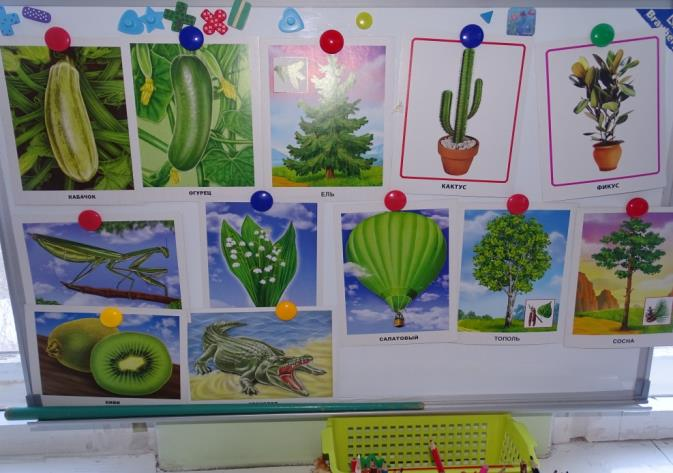 КАБАЧОК
ОГУРЕЦ
ЕЛЬ
КАКТУС
ФИКУС
САЛАТОВЫЙ
ТОПОЛЬ
СОСНА
КИВИ